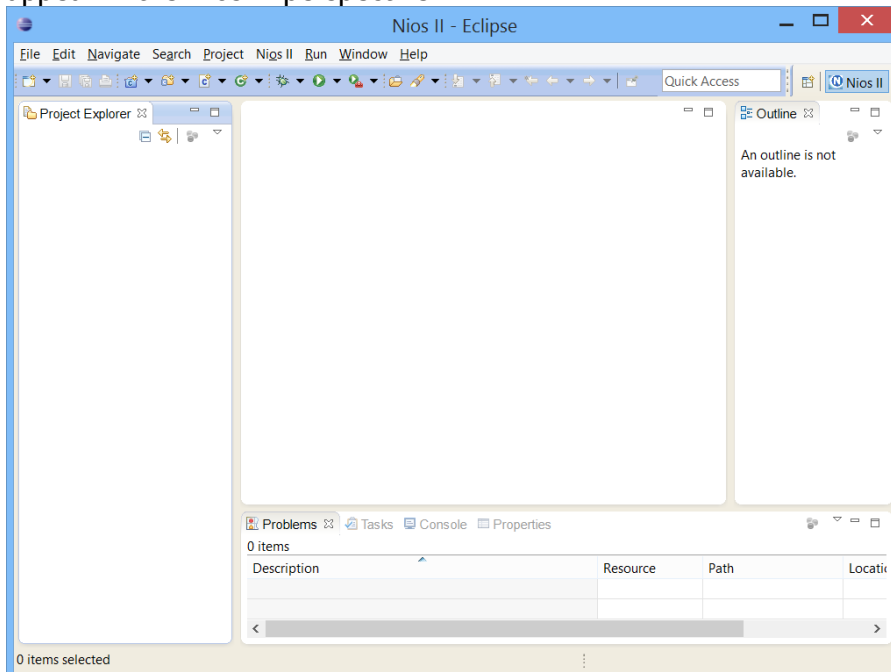 Nios II - Eclipse
File Edit Navigate Search Project Nios II Run Window Help
Quick Access
Nios II
Project Explorer
Outline
An outline is not
available.
Problems Tasks Console Properties
0 items
Description Resource Path Locatic
0 items selected